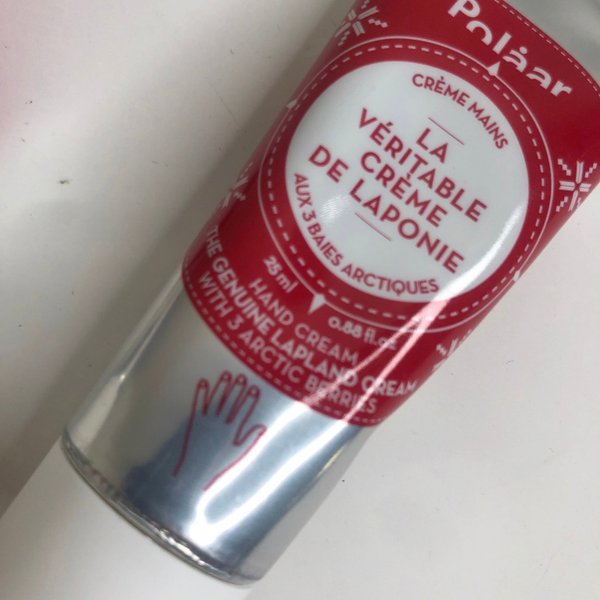 Polåar
CRÈME MAINS
LA
VÉRITABLE
CRÈME
DE LAPONIE
AUX 3 BAIES ARCTIQUES
25 ml 0.88 fl.oz
HAND CREAM
THE GENUINE LAPLAND CREAM
WITH 3 ARCTIC BERRIES